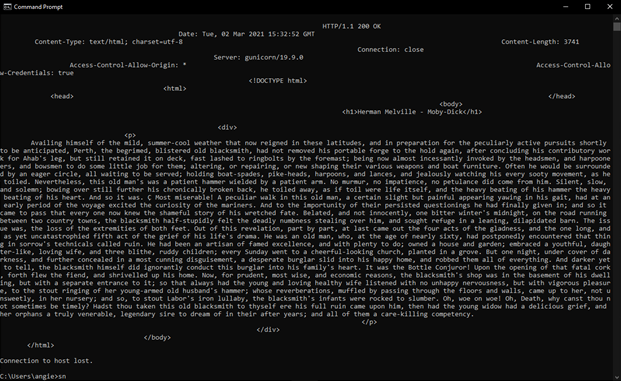 Command Prompt
HTTP/1.1 200 OK
Date: Tue, 02 Mar 2021 15:32:52 GMT
Content-Type: text/html; charset=utf-8
Content-Length: 3741
Connection: close
Server: gunicorn/19.9.0
Access-Control-Allow-Origin: *
Access-Control-Allo
w-Credentials: true
<!DOCTYPE html>
<html>
<head>
</head>
<body>
<h1>Herman Melville - Moby-Dick</h1>
<div>
<p>
Availing himself of the mild, summer-cool weather that now reigned in these latitudes, and in preparation for the peculiarly active pursuits shortly
to be anticipated, Perth, the begrimed, blistered old blacksmith, had not removed his portable forge to the hold again, after concluding his contributory wor
k for Ahab's leg, but still retained it on deck, fast lashed to ringbolts by the foremast; being now almost incessantly invoked by the headsmen, and harpoone
ers, and bowsmen to do some little job for them; altering, or repairing, or new shaping their various weapons and boat furniture. Often he would be surrounde
d by an eager circle, all waiting to be served; holding boat-spades, pike-heads, harpoons, and lances, and jealously watching his every sooty movement, as he
toiled. Nevertheless, this old man's was a patient hammer wielded by a patient arm. No murmur, no impatience, no petulance did come from him. Silent, slow,
and solemn; bowing over still further his chronically broken back, he toiled away, as if toil were life itself, and the heavy beating of his hammer the heavy
beating of his heart. And so it was. C Most miserable! A peculiar walk in this old man, a certain slight but painful appearing yawing in his gait, had at an
early period of the voyage excited the curiosity of the mariners. And to the importunity of their persisted questionings he had finally given in; and so it
came to pass that every one now knew the shameful story of his wretched fate. Belated, and not innocently, one bitter winter's midnight, on the road running
between two country towns, the blacksmith half-stupidly felt the deadly numbness stealing over him, and sought refuge in a leaning, dilapidated barn. The iss
ue was, the loss of the extremities of both feet. Out of this revelation, part by part, at last came out the four acts of the gladness, and the one long, and
as yet uncatastrophied fifth act of the grief of his life's drama. He was an old man, who, at the age of nearly sixty, had postponedly encountered that thin
g in sorrow's technicals called ruin. He had been an artisan of famed excellence, and with plenty to do; owned a house and garden; embraced a youthful, daugh
ter-like, loving wife, and three blithe, ruddy children; every Sunday went to a cheerful-looking church, planted in a grove. But one night, under cover of da
rkness, and further concealed in a most cunning disguisement, a desperate burglar slid into his happy home, and robbed them all of everything. And darker yet
to tell, the blacksmith himself did ignorantly conduct this burglar into his family's heart. It was the Bottle Conjuror! Upon the opening of that fatal cork
, forth flew the fiend, and shrivelled up his home. Now, for prudent, most wise, and economic reasons, the blacksmith's shop was in the basement of his dwell
ing, but with a separate entrance to it; so that always had the young and loving healthy wife listened with no unhappy nervousness, but with vigorous pleasur
e, to the stout ringing of her young-armed old husband's hammer; whose reverberations, muffled by passing through the floors and walls, came up to her, not u
nsweetly, in her nursery; and so, to stout Labor's iron lullaby, the blacksmith's infants were rocked to slumber. Oh, woe on woe! Oh, Death, why canst thou n
ot sometimes be timely? Hadst thou taken this old blacksmith to thyself ere his full ruin came upon him, then had the young widow had a delicious grief, and
her orphans a truly venerable, legendary sire to dream of in their after years; and all of them a care-killing competency.
</p>
</div>
</body>
</html>
Connection to host lost.
C:\Users\angie>sn